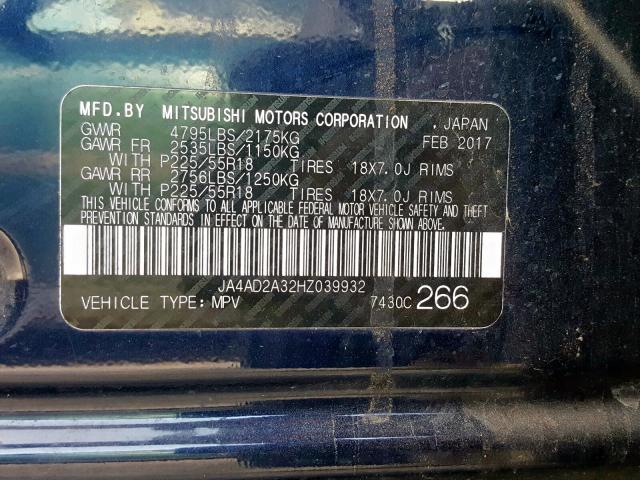 MFD.BY MITSUBISHI MOTORS CORPORATION , JAPAN
GVWR 4795LBS/2175KG FEB 2017
GAWR FR 2535LBS/1150KG
WITH P225/55R18 TIRES 18X7.0J RIMS
GAWR RR 2756LBS/1250KG
WITH P225/55R18 TIRES 18X7.0J RIMS
THIS VEHICLE CONFORMS TO ALL APPLICABLE FEDERAL MOTOR VEHICLE SAFETY AND THEFT
PREVENTION STANDARDS IN EFFECT ON THE DATE OF MANUFACTURE SHOWN ABOVE.
JA4AD2A32HZ039932
VEHICLE TYPE: MPV 7430C 266